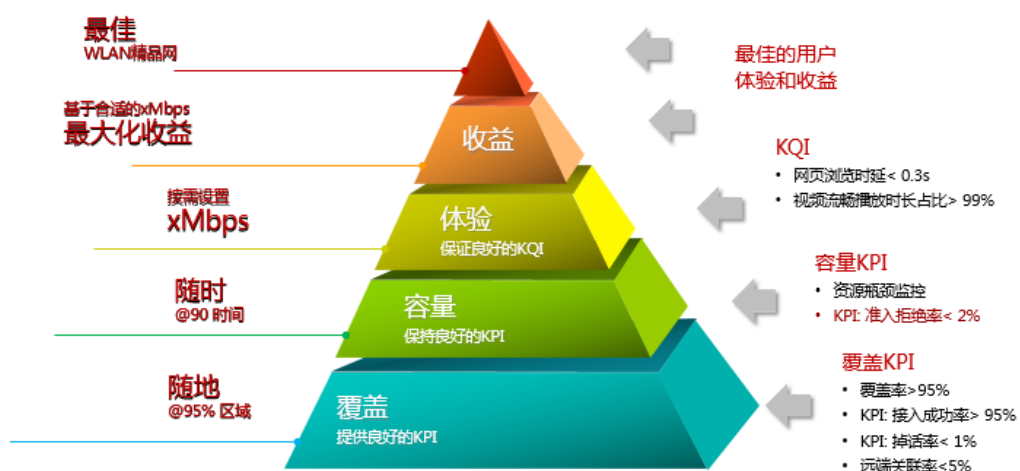 最佳
WLAN精品网
最佳的用户
体验和收益
基于合适的xMbps
最大化收益
收益
KQI
• 网页浏览时延< 0.3s
• 视频流畅播放时长占比> 99%
按需设置
xMbps
体验
保证良好的KQI
容量KPI
• 资源瓶颈监控
• KPI: 准入拒绝率< 2%
随时
@90 时间
容量
保持良好的KPI
覆盖KPI
• 覆盖率>95%
• KPI: 接入成功率> 95%
• KPI: 掉话率< 1%
• 远端关联率<5%
随地
@95% 区域
覆盖
提供良好的KPI